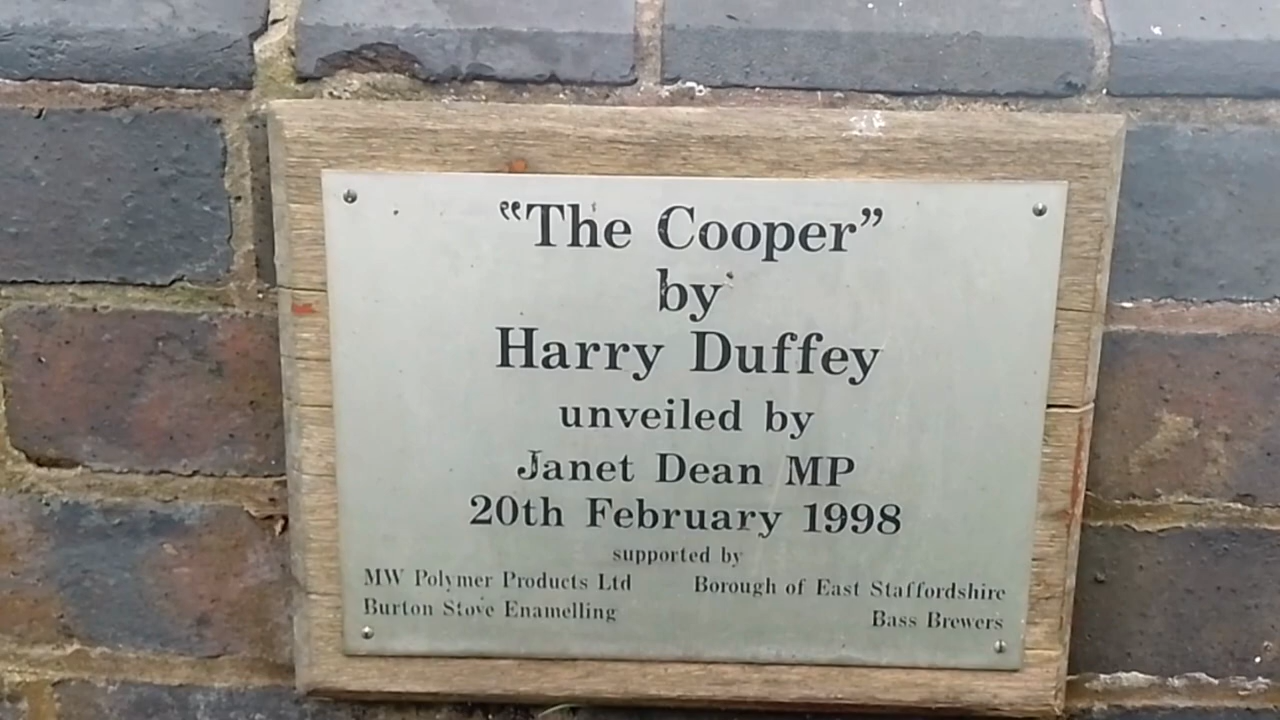 “The Cooper”
by
Harry Duffey
unveiled by
Janet Dean MP
20th February 1998
supported by
MW Polymer Products Ltd Borough of East Staffordshire
Burton Stove Enamelling Bass Brewers